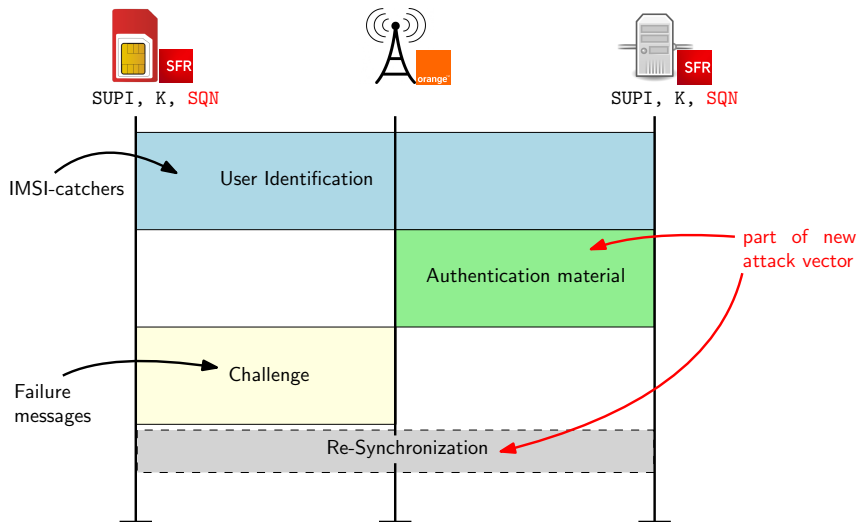 SFR
orange
SFR
SUPI, K, SQN
SUPI, K, SQN
User Identification
IMSI-catchers
part of new
attack vector
Authentication material
Challenge
Failure
messages
Re-Synchronization